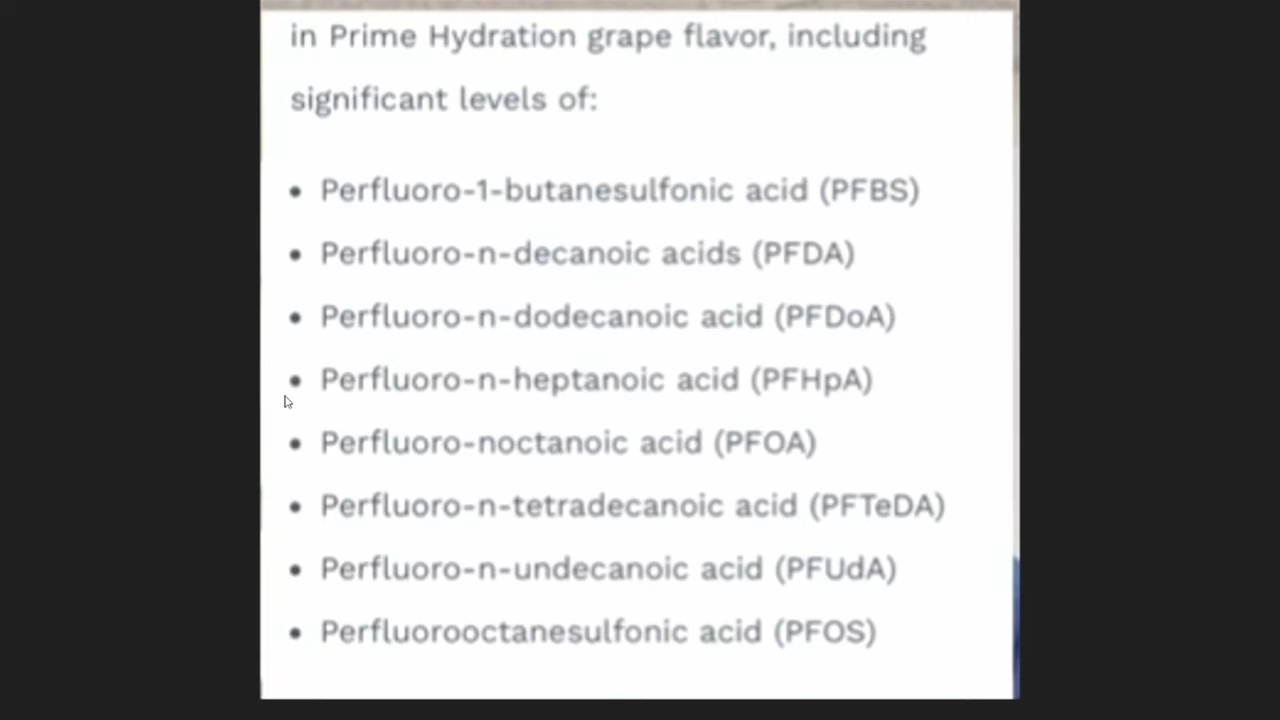 in Prime Hydration grape flavor, including
significant levels of:
• Perfluoro-1-butanesulfonic acid (PFBS)
• Perfluoro-n-decanoic acids (PFDA)
• Perfluoro-n-dodecanoic acid (PFDoA)
• Perfluoro-n-heptanoic acid (PFHpA)
• Perfluoro-noctanoic acid (PFOA)
• Perfluoro-n-tetradecanoic acid (PFTeDA)
• Perfluoro-n-undecanoic acid (PFUdA)
• Perfluorooctanesulfonic acid (PFOS)